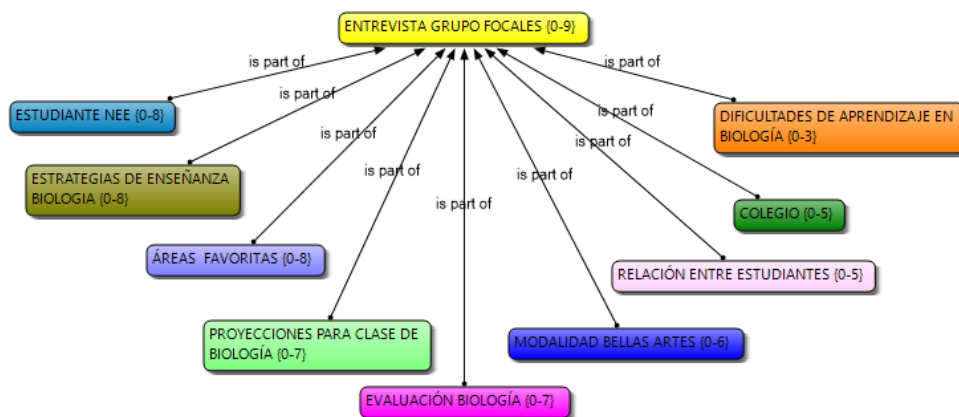 ENTREVISTA GRUPO FOCALES {0-9}
is part of
is part of
is part of
is part of
is part of
is part of
is part of
is part of
is part of
ESTUDIANTE NEE {0-8}
DIFICULTADES DE APRENDIZAJE EN
BIOLOGÍA {0-3}
ESTRATEGIAS DE ENSEÑANZA
BIOLOGIA {0-8}
COLEGIO {0-5}
ÁREAS FAVORITAS {0-8}
RELACIÓN ENTRE ESTUDIANTES {0-5}
PROYECCIONES PARA CLASE DE
BIOLOGÍA {0-7}
MODALIDAD BELLAS ARTES {0-6}
EVALUACIÓN BIOLOGÍA {0-7}